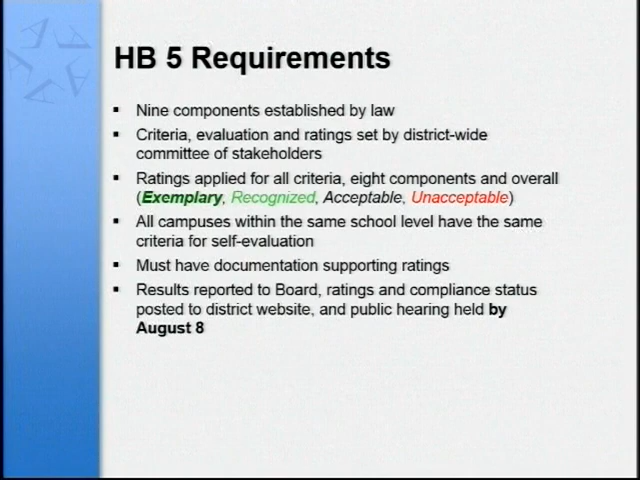 HB 5 Requirements
Nine components established by law
Criteria, evaluation and ratings set by district-wide
committee of stakeholders
Ratings applied for all criteria, eight components and overall
(Exemplary, Recognized, Acceptable, Unacceptable)
All campuses within the same school level have the same
criteria for self-evaluation
Must have documentation supporting ratings
Results reported to Board, ratings and compliance status
posted to district website, and public hearing held by
August 8